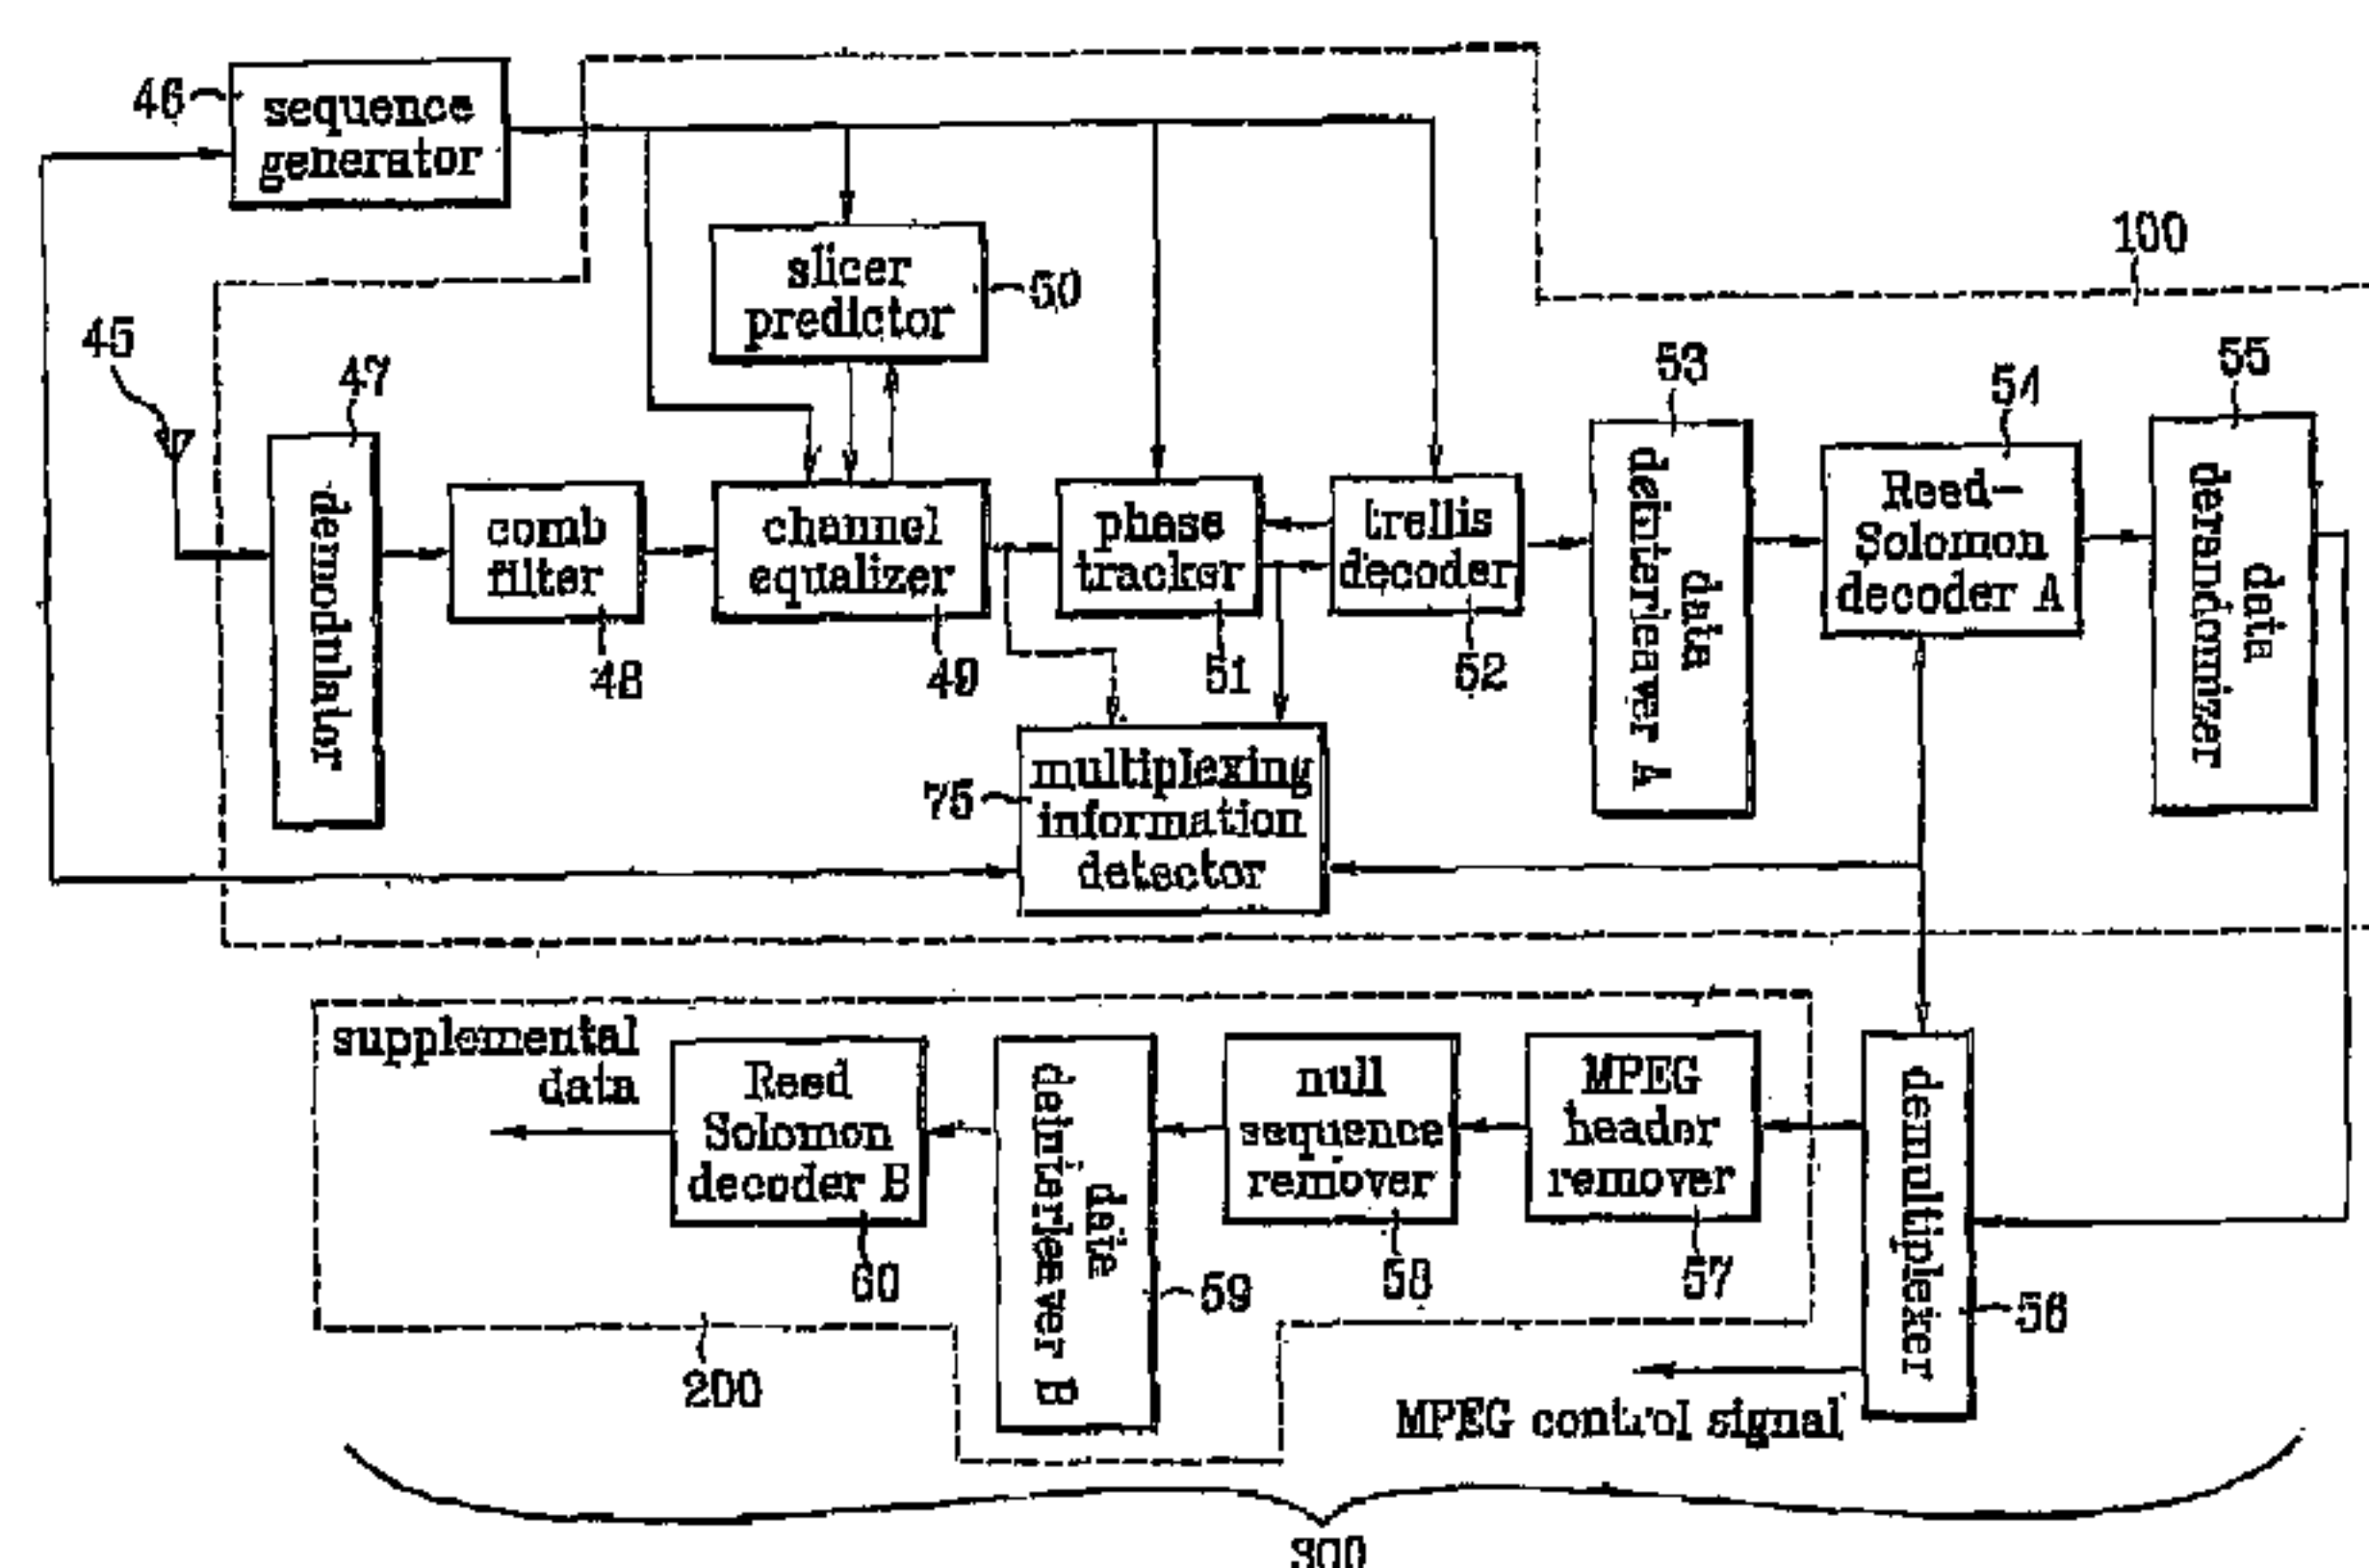 46
sequence
generator
100
slicer
predictor
50
45
47
53
54
55
demodulator
comb
filter
48
channel
equalizer
49
phase
tracker
51
trellis
decoder
52
data
deinterleaver A
Reed-
Solomon
decoder A
data
derandomizer
75
multiplexing
information
detector
supplemental
data
Reed
Solomon
decoder B
60
data
deinterleaver B
59
null
sequence
remover
58
MPEG
header
remover
57
demultiplexer
56
200
MPEG control signal
300